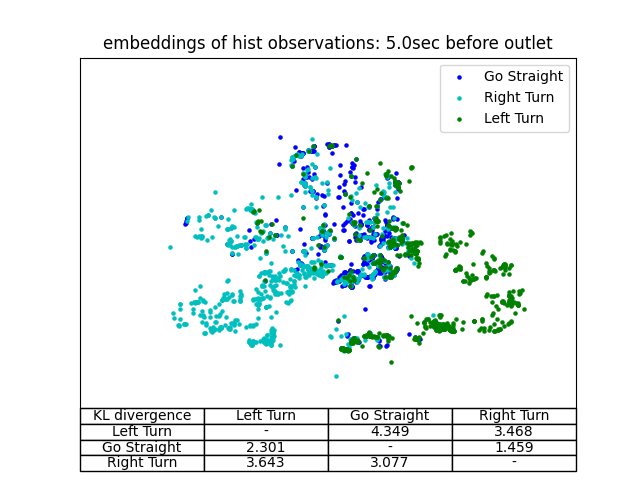 embeddings of hist observations: 5.0sec before outlet
Go Straight
Right Turn
Left Turn
KL divergence Left Turn Go Straight Right Turn
Left Turn - 4.349 3.468
Go Straight 2.301 - 1.459
Right Turn 3.643 3.077 -